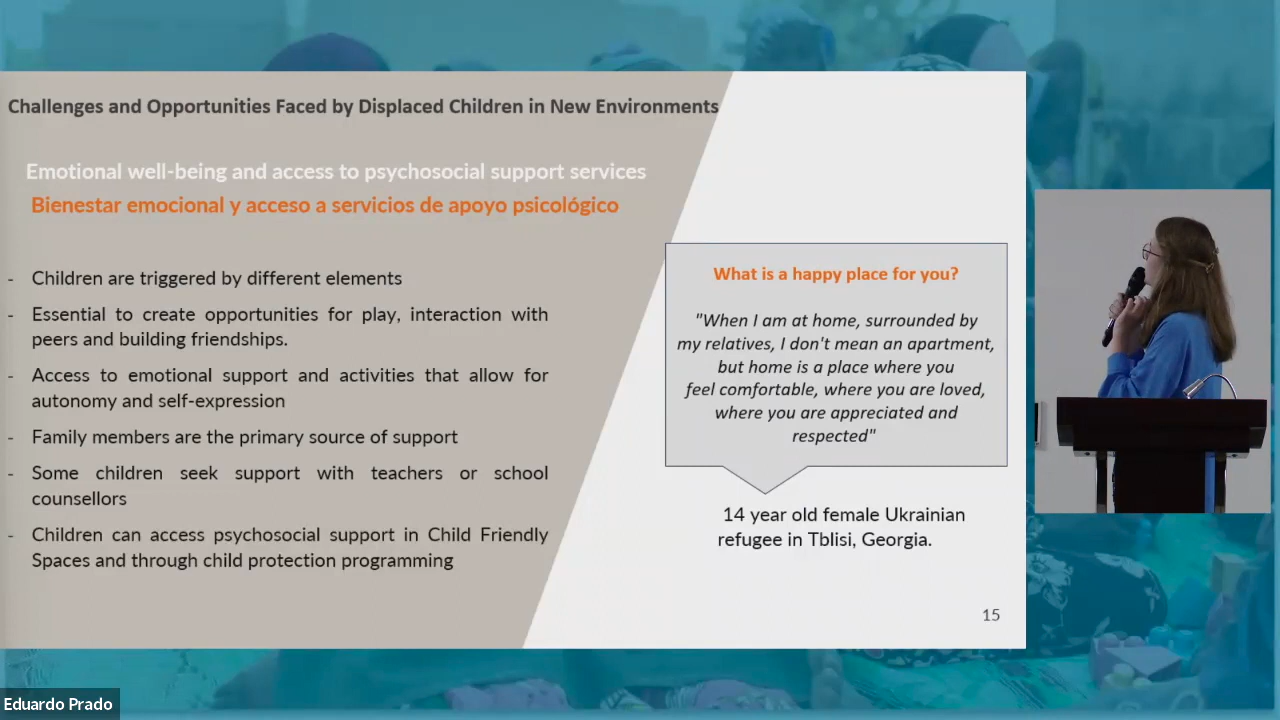 Challenges and Opportunities Faced by Displaced Children in New Environments
Emotional well-being and access to psychosocial support services
Bienestar emocional y acceso a servicios de apoyo psicológico
- Children are triggered by different elements
- Essential to create opportunities for play, interaction with
peers and building friendships.
- Access to emotional support and activities that allow for
autonomy and self-expression
- Family members are the primary source of support
- Some children seek support with teachers or school
counsellors
- Children can access psychosocial support in Child Friendly
Spaces and through child protection programming
What is a happy place for you?
"When I am at home, surrounded by
my relatives, I don't mean an apartment,
but home is a place where you
feel comfortable, where you are loved,
where you are appreciated and
respected"
14 year old female Ukrainian
refugee in Tblisi, Georgia.
15
Eduardo Prado